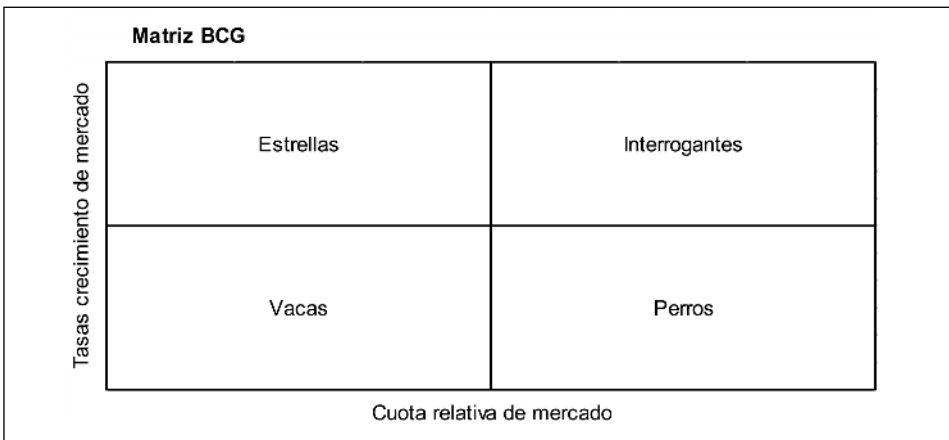 Matriz BCG
Tasas crecimiento de mercado
Estrellas
Interrogantes
Vacas
Perros
Cuota relativa de mercado